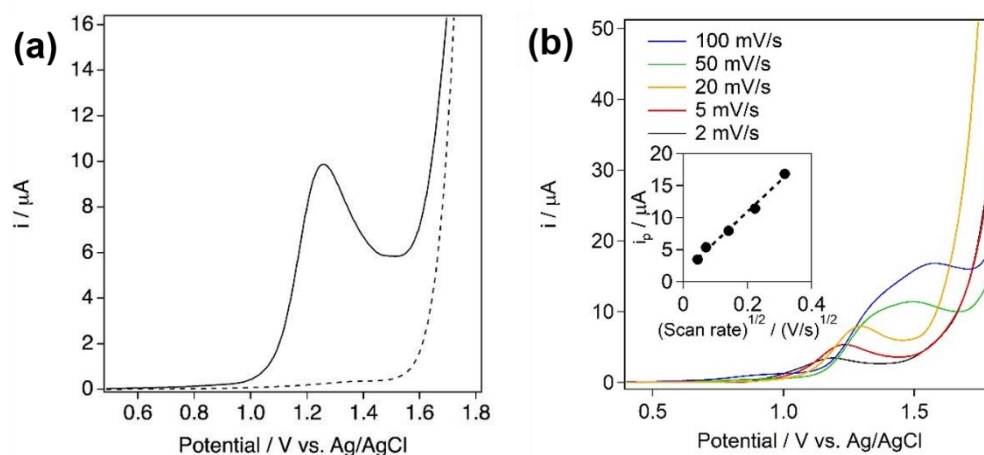 (a)
16
14
12
10
8
6
4
2
0
i / μA
0.6 0.8 1.0 1.2 1.4 1.6 1.8
Potential / V vs. Ag/AgCl
(b)
50
40
30
20
10
0
i / μA
100 mV/s
50 mV/s
20 mV/s
5 mV/s
2 mV/s
20
15
10
5
0
i_p / μA
0 0.2 0.4
(Scan rate)^1/2 / (V/s)^1/2
0.5 1.0 1.5
Potential / V vs. Ag/AgCl